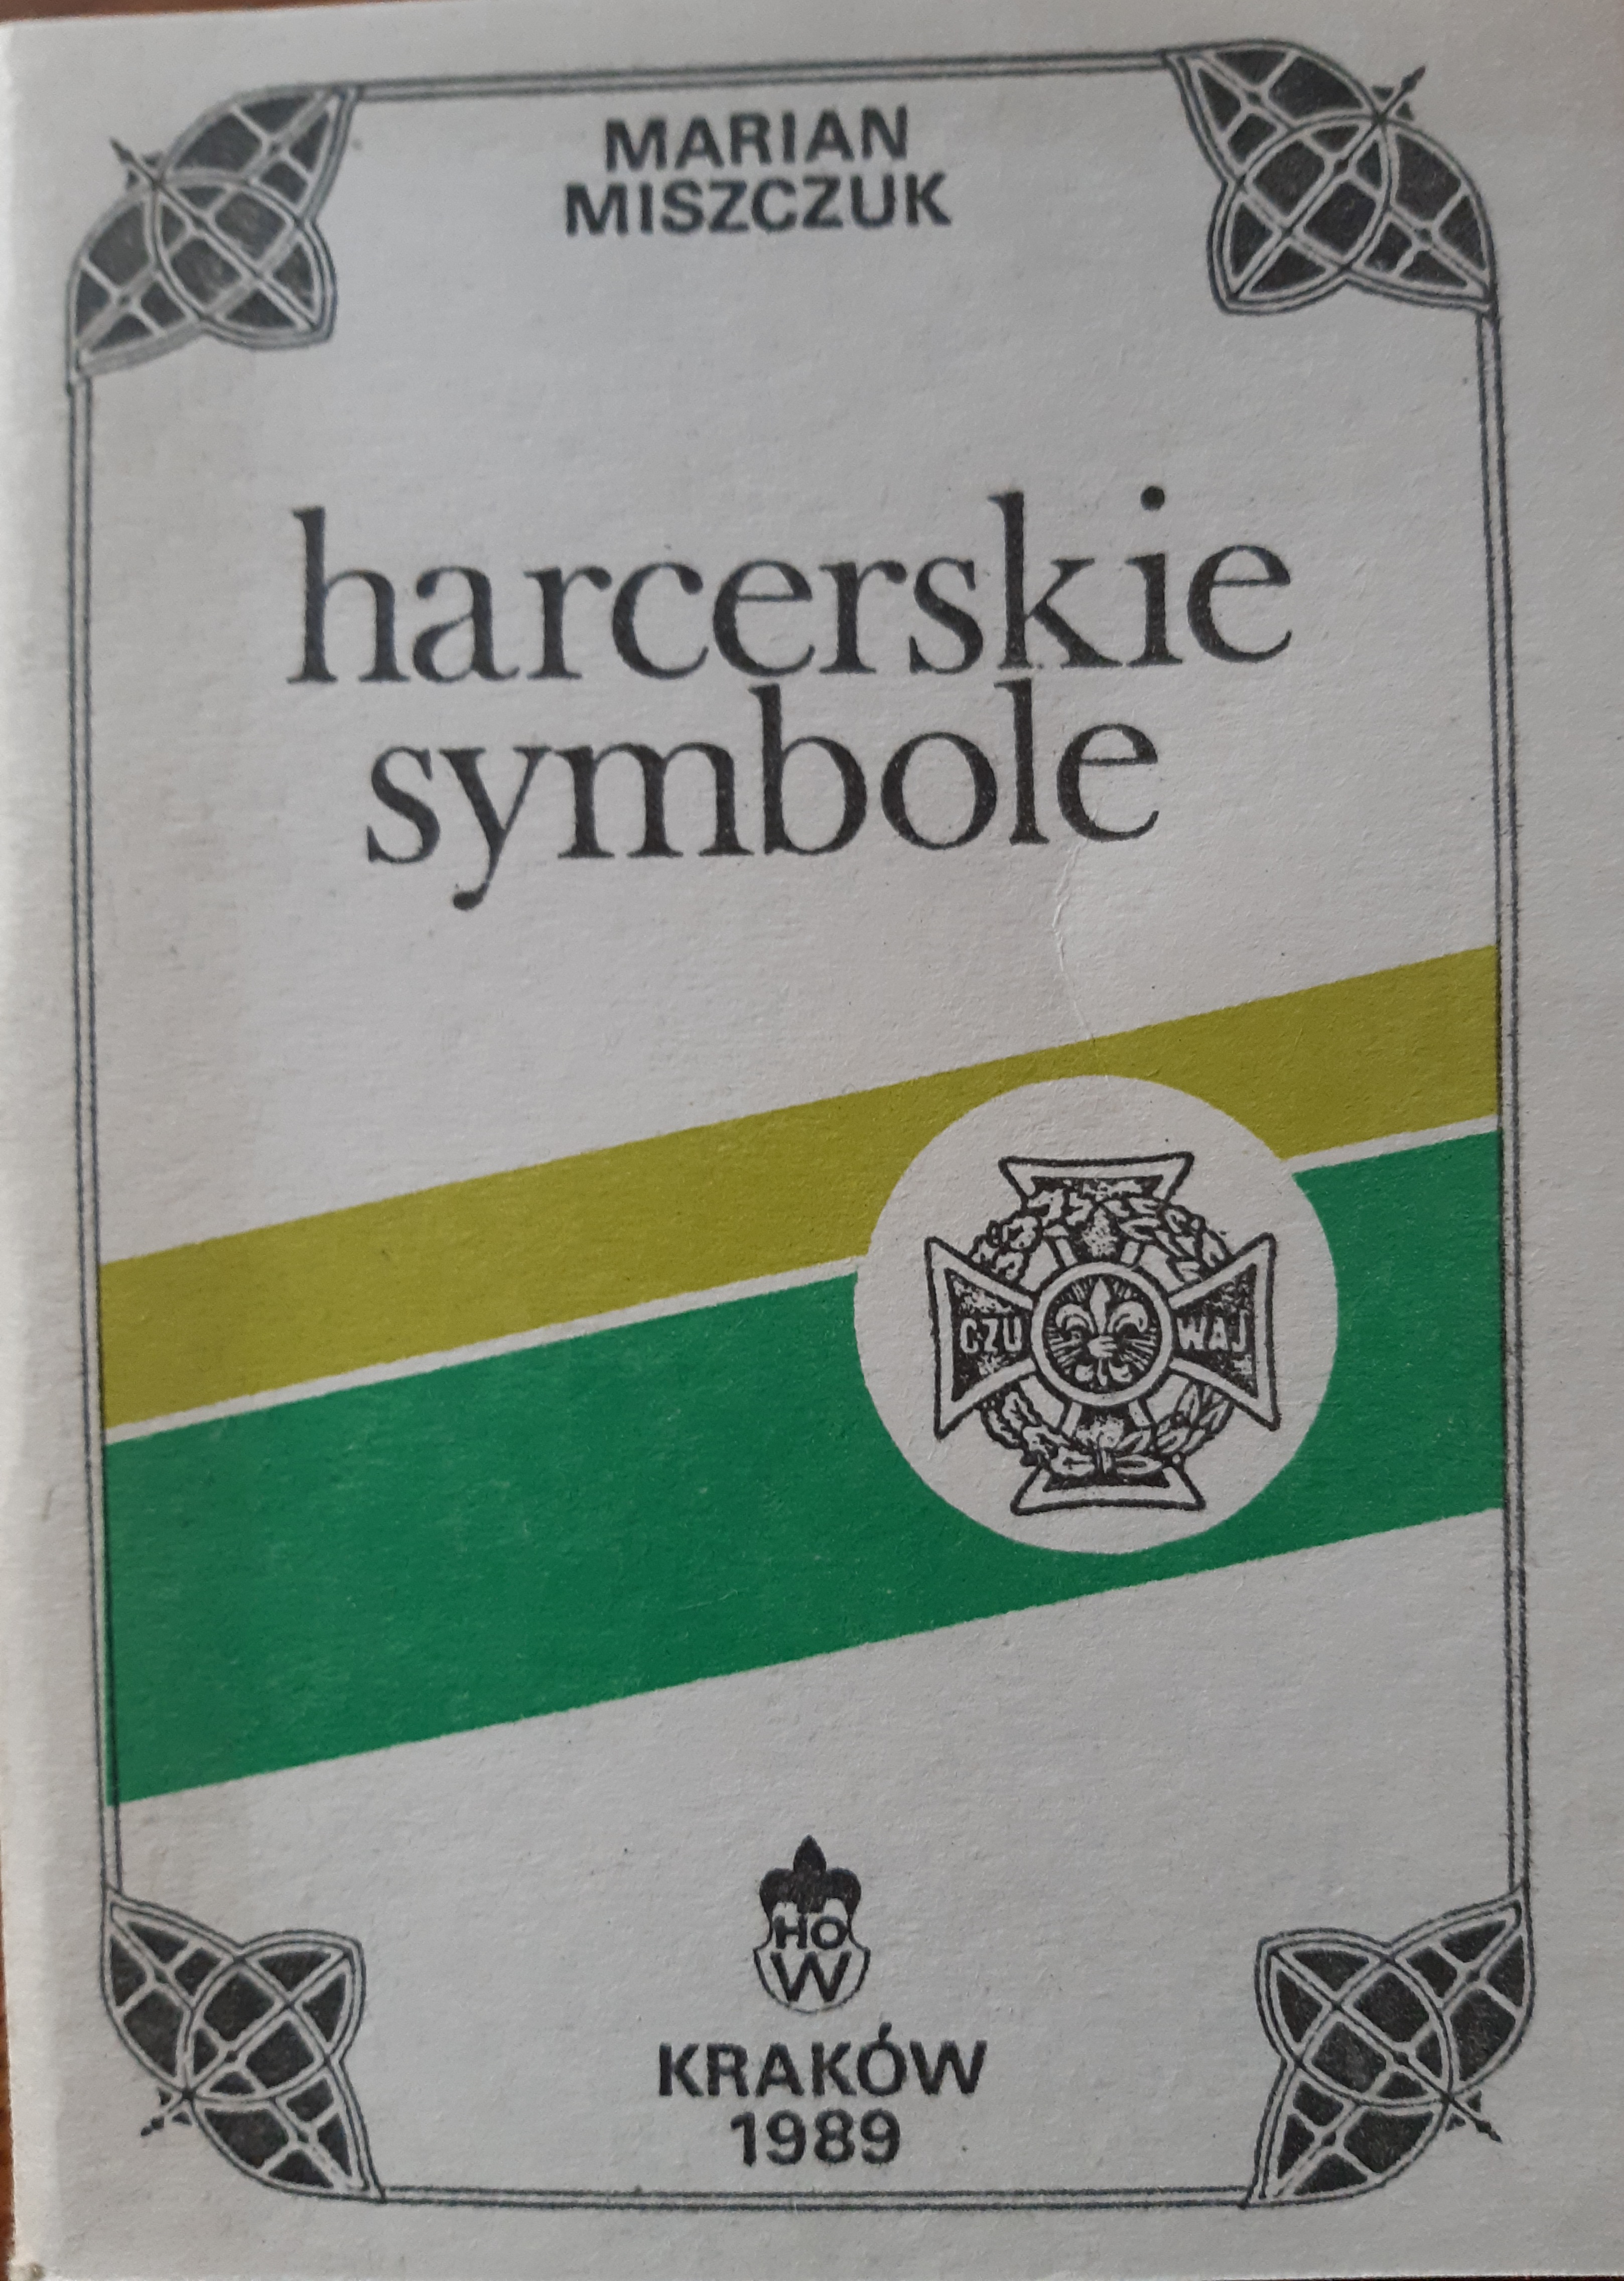 MARIAN
MISZCZUK
harcerskie
symbole
CZU WAJ
HO
W
KRAKÓW
1989